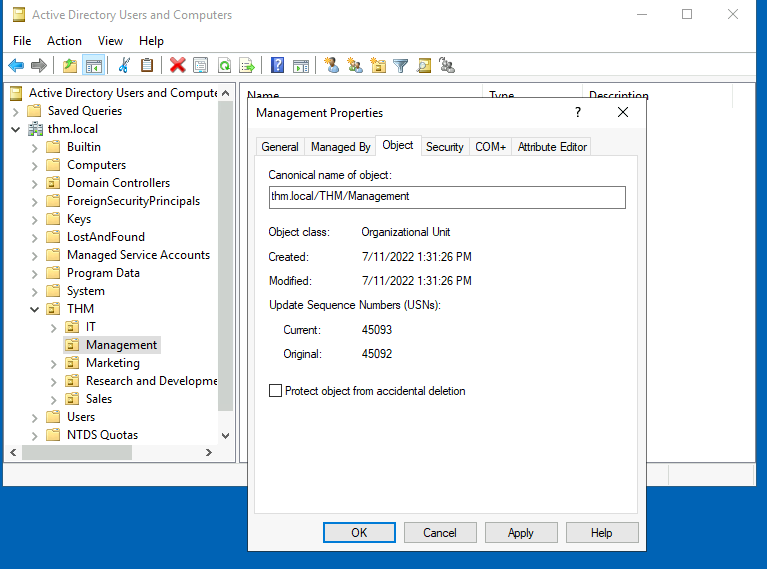 Active Directory Users and Computers
File Action View Help
Active Directory Users and Compute
Saved Queries
thm.local
Builtin
Computers
Domain Controllers
ForeignSecurityPrincipals
Keys
LostAndFound
Managed Service Accounts
Program Data
System
THM
IT
Management
Marketing
Research and Developme
Sales
Users
NTDS Quotas
Name Type Description
Management Properties
General Managed By Object Security COM+ Attribute Editor
Canonical name of object:
thm.local/THM/Management
Object class: Organizational Unit
Created: 7/11/2022 1:31:26 PM
Modified: 7/11/2022 1:31:26 PM
Update Sequence Numbers (USNs):
Current: 45093
Original: 45092
Protect object from accidental deletion
OK Cancel Apply Help